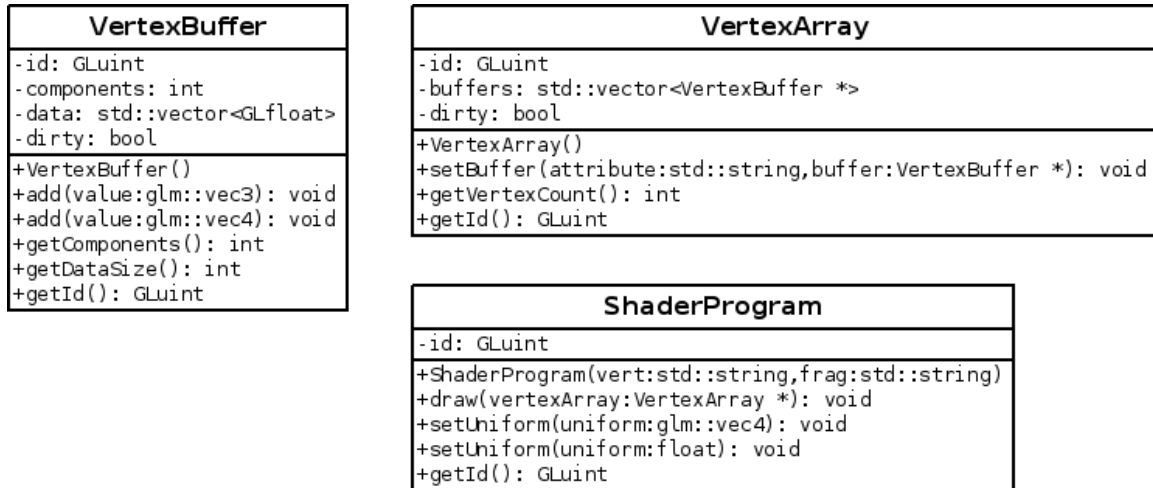 VertexBuffer
-id: GLuint
-components: int
-data: std::vector<GLfloat>
-dirty: bool
+VertexBuffer()
+add(value:glm::vec3): void
+add(value:glm::vec4): void
+getComponents(): int
+getDataSize(): int
+getId(): GLuint
VertexArray
-id: GLuint
-buffers: std::vector<VertexBuffer *>
-dirty: bool
+VertexArray()
+setBuffer(attribute:std::string,buffer:VertexBuffer *): void
+getVertexCount(): int
+getId(): GLuint
ShaderProgram
-id: GLuint
+ShaderProgram(vert:std::string,frag:std::string)
+draw(vertexArray:VertexArray *): void
+setUniform(uniform:glm::vec4): void
+setUniform(uniform:float): void
+getId(): GLuint